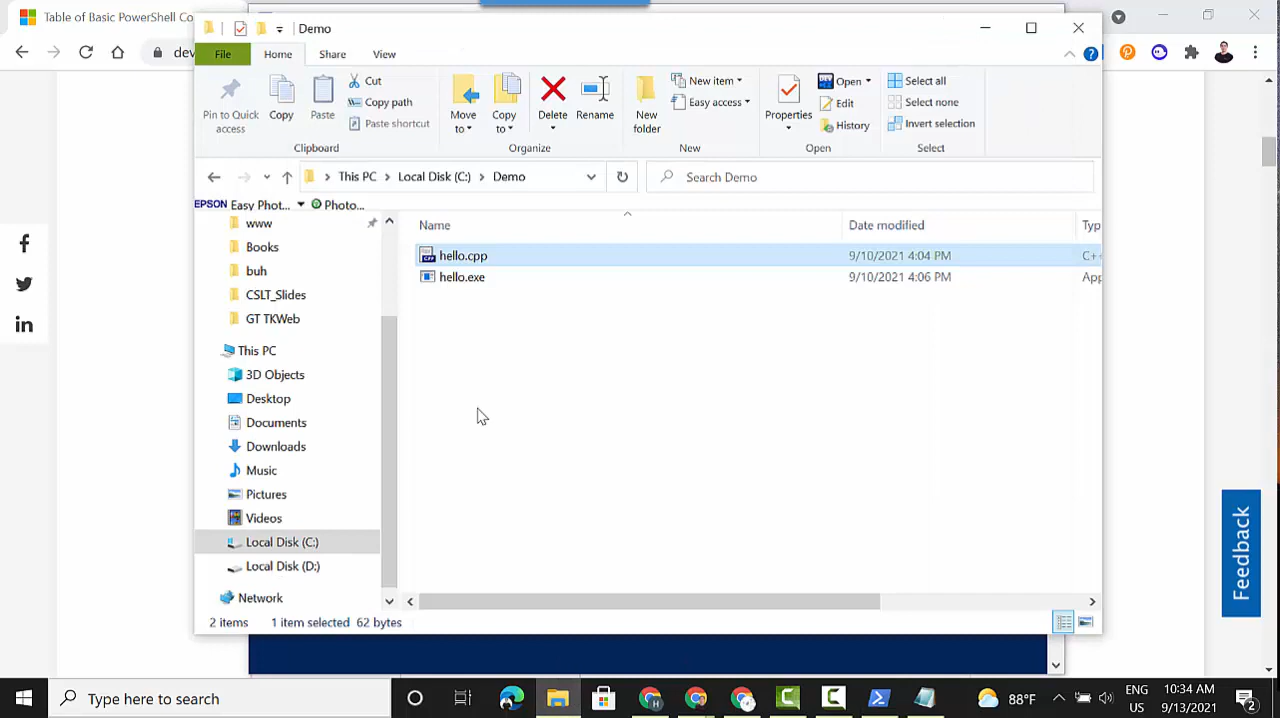 Table of Basic PowerShell Co
dev
Demo
File
Home
Share
View
Pin to Quick access
Copy
Paste
Cut
Copy path
Paste shortcut
Clipboard
Move to
Copy to
Delete
Rename
Organize
New folder
New item
Easy access
New
Properties
Open
Edit
History
Open
Select all
Select none
Invert selection
Select
This PC
Local Disk (C:)
Demo
Search Demo
EPSON Easy Phot...
Photo...
Name
Date modified
Typ
hello.cpp
9/10/2021 4:04 PM
C++
hello.exe
9/10/2021 4:06 PM
App
www
Books
buh
CSLT_Slides
GT TKWeb
This PC
3D Objects
Desktop
Documents
Downloads
Music
Pictures
Videos
Local Disk (C:)
Local Disk (D:)
Network
2 items
1 item selected 62 bytes
Feedback
Type here to search
88°F
ENG
US
10:34 AM
9/13/2021
2